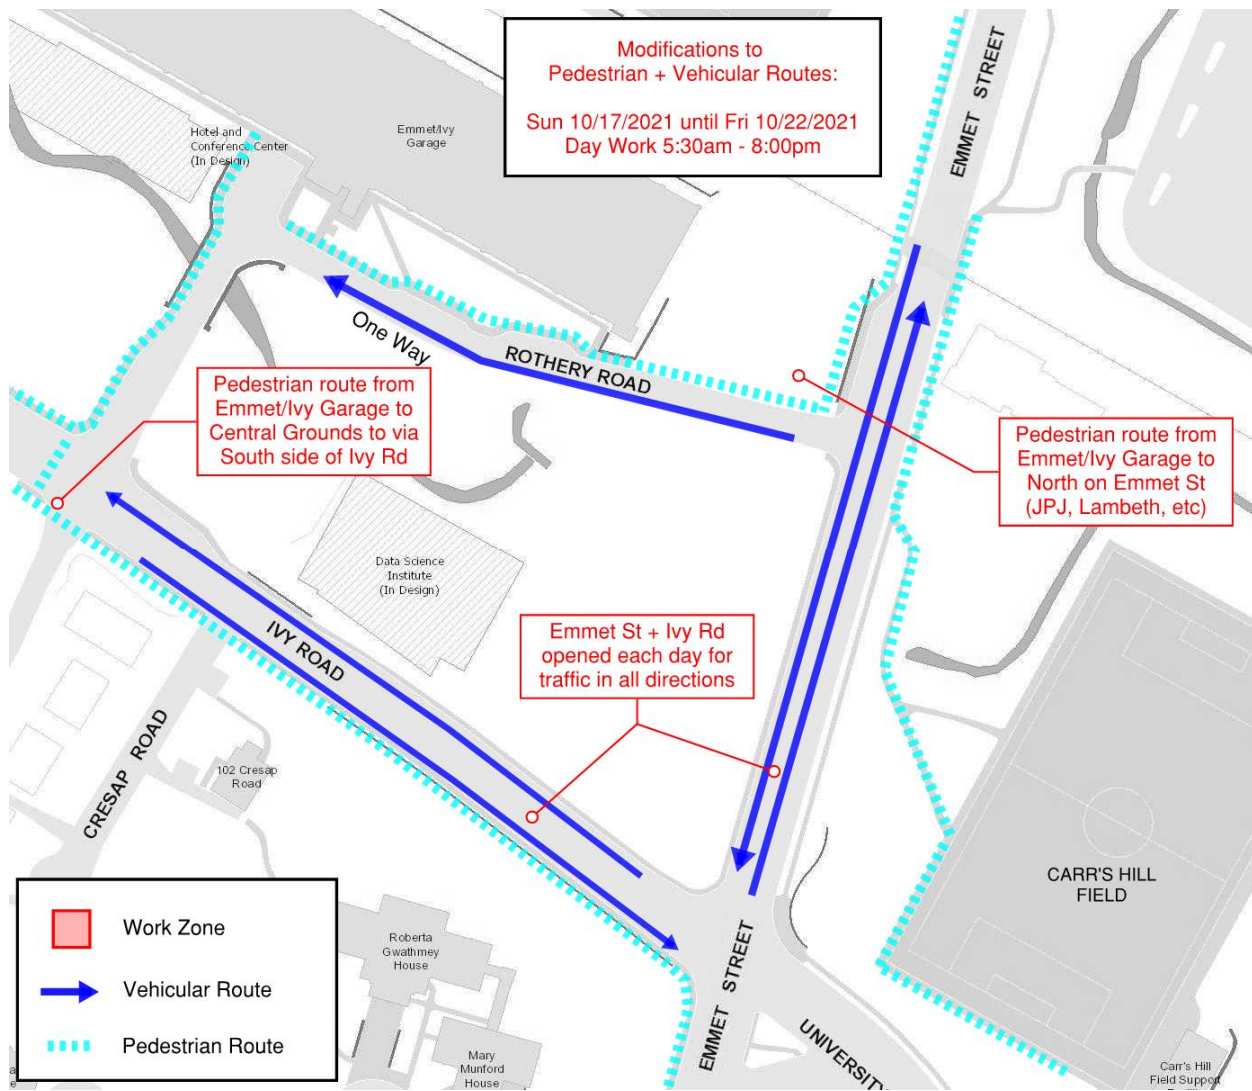 Modifications to
Pedestrian + Vehicular Routes:
Sun 10/17/2021 until Fri 10/22/2021
Day Work 5:30am - 8:00pm
EMMET STREET
Hotel and
Conference Center
(In Design)
Emmet/Ivy
Garage
One Way
ROTHERY ROAD
Pedestrian route from
Emmet/Ivy Garage to
Central Grounds to via
South side of Ivy Rd
Pedestrian route from
Emmet/Ivy Garage to
North on Emmet St
(JPJ, Lambeth, etc)
Data Science
Institute
(In Design)
IVY ROAD
Emmet St + Ivy Rd
opened each day for
traffic in all directions
CRESAP ROAD
102 Cresap
Road
CARR'S HILL
FIELD
Work Zone
Vehicular Route
Pedestrian Route
Roberta
Gwathmey
House
EMMET STREET
UNIVERSITY
Mary
Munford
House
Carr's Hill
Field Support